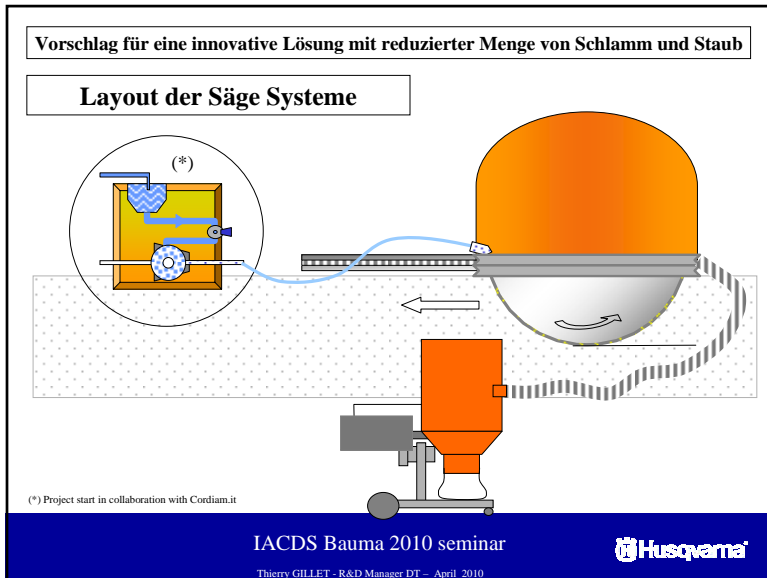 Vorschlag für eine innovative Lösung mit reduzierter Menge von Schlamm und Staub
Layout der Säge Systeme
(*)
(*) Project start in collaboration with Cordiam.it
IACDS Bauma 2010 seminar
Husqvarna
Thierry GILLET - R&D Manager DT – April 2010